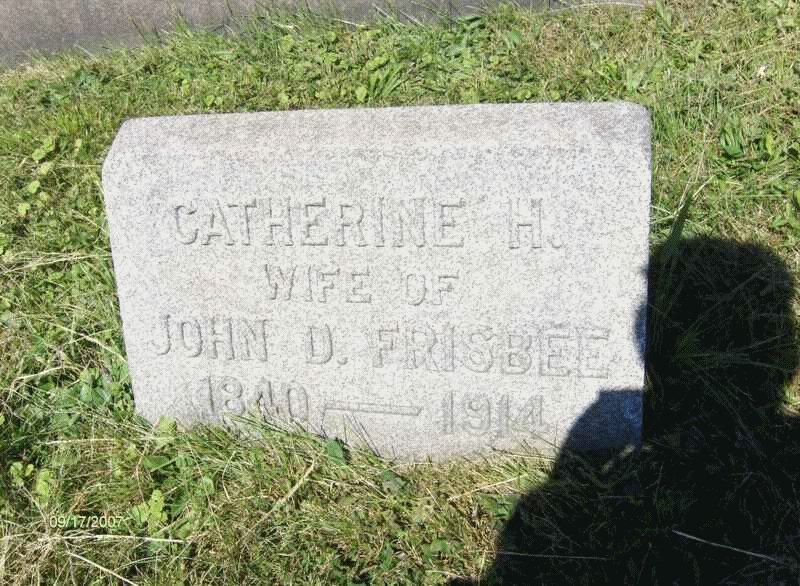 CATHERINE H.
WIFE OF
JOHN D. FRISBEE
1840 — 1914
09/17/2007